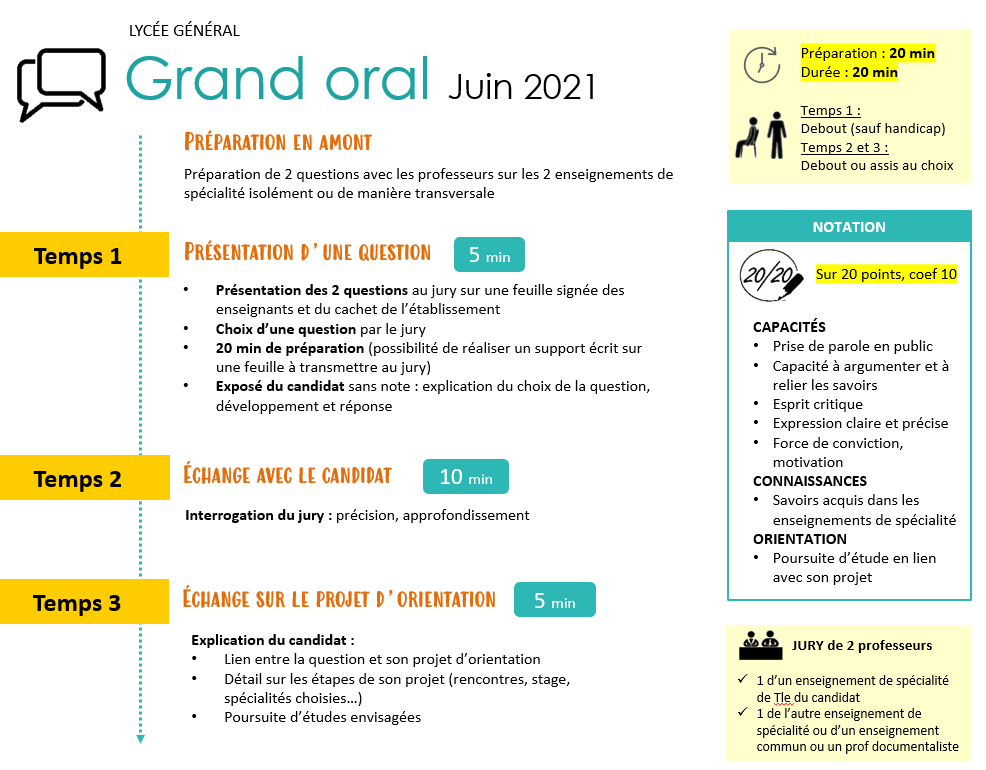 LYCÉE GÉNÉRAL
Grand oral Juin 2021
PRÉPARATION EN AMONT
Préparation de 2 questions avec les professeurs sur les 2 enseignements de
spécialité isolément ou de manière transversale
Temps 1
PRÉSENTATION D'UNE QUESTION
5 min
• Présentation des 2 questions au jury sur une feuille signée des
enseignants et du cachet de l'établissement
• Choix d'une question par le jury
• 20 min de préparation (possibilité de réaliser un support écrit sur
une feuille à transmettre au jury)
• Exposé du candidat sans note : explication du choix de la question,
développement et réponse
Temps 2
ÉCHANGE AVEC LE CANDIDAT
10 min
Interrogation du jury : précision, approfondissement
Temps 3
ÉCHANGE SUR LE PROJET D'ORIENTATION
5 min
Explication du candidat :
• Lien entre la question et son projet d'orientation
• Détail sur les étapes de son projet (rencontres, stage,
spécialités choisies…)
• Poursuite d'études envisagées
Préparation : 20 min
Durée : 20 min
Temps 1 :
Debout (sauf handicap)
Temps 2 et 3 :
Debout ou assis au choix
NOTATION
20/20
Sur 20 points, coef 10
CAPACITÉS
• Prise de parole en public
• Capacité à argumenter et à
relier les savoirs
• Esprit critique
• Expression claire et précise
• Force de conviction,
motivation
CONNAISSANCES
• Savoirs acquis dans les
enseignements de spécialité
ORIENTATION
• Poursuite d'étude en lien
avec son projet
JURY de 2 professeurs
✓ 1 d'un enseignement de spécialité
de Tle du candidat
✓ 1 de l'autre enseignement de
spécialité ou d'un enseignement
commun ou un prof documentaliste